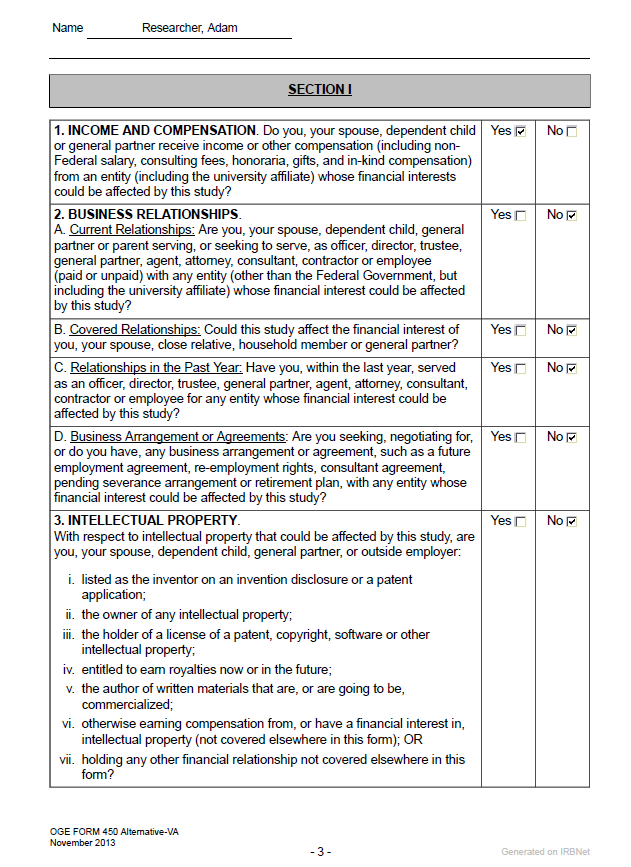 Name Researcher, Adam
SECTION I
1. INCOME AND COMPENSATION. Do you, your spouse, dependent child Yes ☑ No ☐
or general partner receive income or other compensation (including non-
Federal salary, consulting fees, honoraria, gifts, and in-kind compensation)
from an entity (including the university affiliate) whose financial interests
could be affected by this study?
2. BUSINESS RELATIONSHIPS. Yes ☐ No ☑
A. Current Relationships: Are you, your spouse, dependent child, general
partner or parent serving, or seeking to serve, as officer, director, trustee,
general partner, agent, attorney, consultant, contractor or employee
(paid or unpaid) with any entity (other than the Federal Government, but
including the university affiliate) whose financial interest could be affected
by this study?
B. Covered Relationships: Could this study affect the financial interest of Yes ☐ No ☑
you, your spouse, close relative, household member or general partner?
C. Relationships in the Past Year: Have you, within the last year, served Yes ☐ No ☑
as an officer, director, trustee, general partner, agent, attorney, consultant,
contractor or employee for any entity whose financial interest could be
affected by this study?
D. Business Arrangement or Agreements: Are you seeking, negotiating for, Yes ☐ No ☑
or do you have, any business arrangement or agreement, such as a future
employment agreement, re-employment rights, consultant agreement,
pending severance arrangement or retirement plan, with any entity whose
financial interest could be affected by this study?
3. INTELLECTUAL PROPERTY. Yes ☐ No ☑
With respect to intellectual property that could be affected by this study, are
you, your spouse, dependent child, general partner, or outside employer:
i. listed as the inventor on an invention disclosure or a patent
application;
ii. the owner of any intellectual property;
iii. the holder of a license of a patent, copyright, software or other
intellectual property;
iv. entitled to earn royalties now or in the future;
v. the author of written materials that are, or are going to be,
commercialized;
vi. otherwise earning compensation from, or have a financial interest in,
intellectual property (not covered elsewhere in this form); OR
vii. holding any other financial relationship not covered elsewhere in this
form?
OGE FORM 450 Alternative-VA
November 2013
- 3 -
Generated on IRBNet